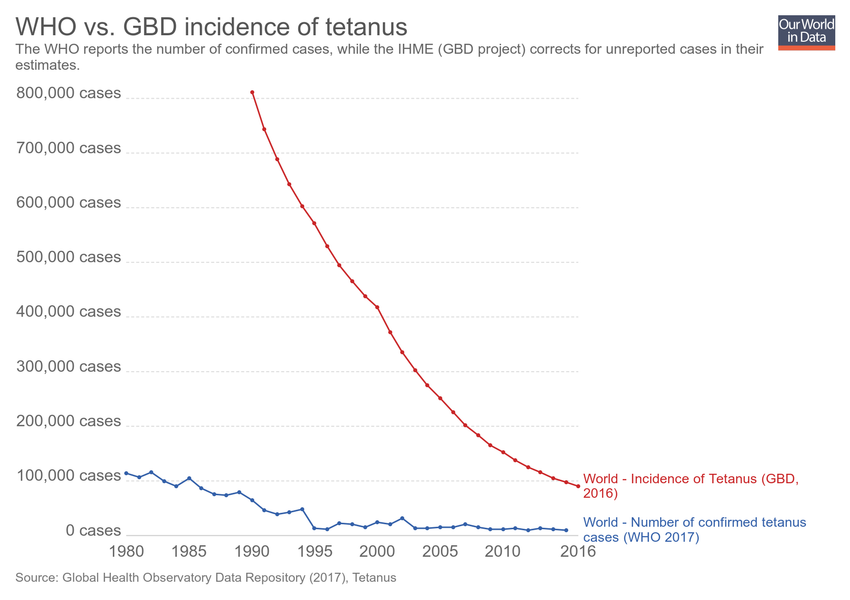 WHO vs. GBD incidence of tetanus
Our World
in Data
The WHO reports the number of confirmed cases, while the IHME (GBD project) corrects for unreported cases in their
estimates.
800,000 cases
700,000 cases
600,000 cases
500,000 cases
400,000 cases
300,000 cases
200,000 cases
100,000 cases
0 cases
World - Incidence of Tetanus (GBD,
2016)
World - Number of confirmed tetanus
cases (WHO 2017)
1980 1985 1990 1995 2000 2005 2010 2016
Source: Global Health Observatory Data Repository (2017), Tetanus